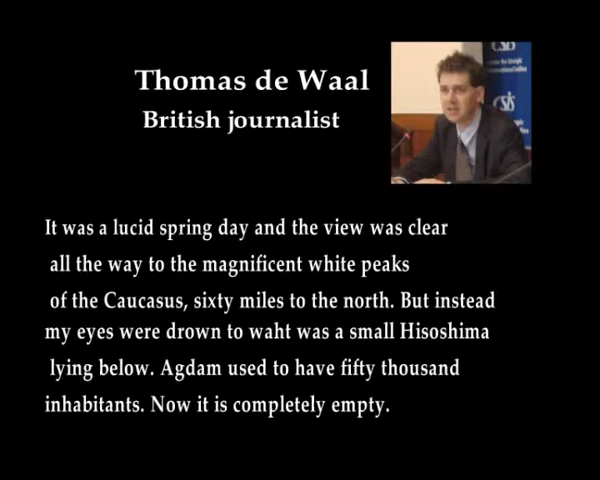 Thomas de Waal
British journalist
CSIS
CSIS
It was a lucid spring day and the view was clear
all the way to the magnificent white peaks
of the Caucasus, sixty miles to the north. But instead
my eyes were drown to waht was a small Hisoshima
lying below. Agdam used to have fifty thousand
inhabitants. Now it is completely empty.